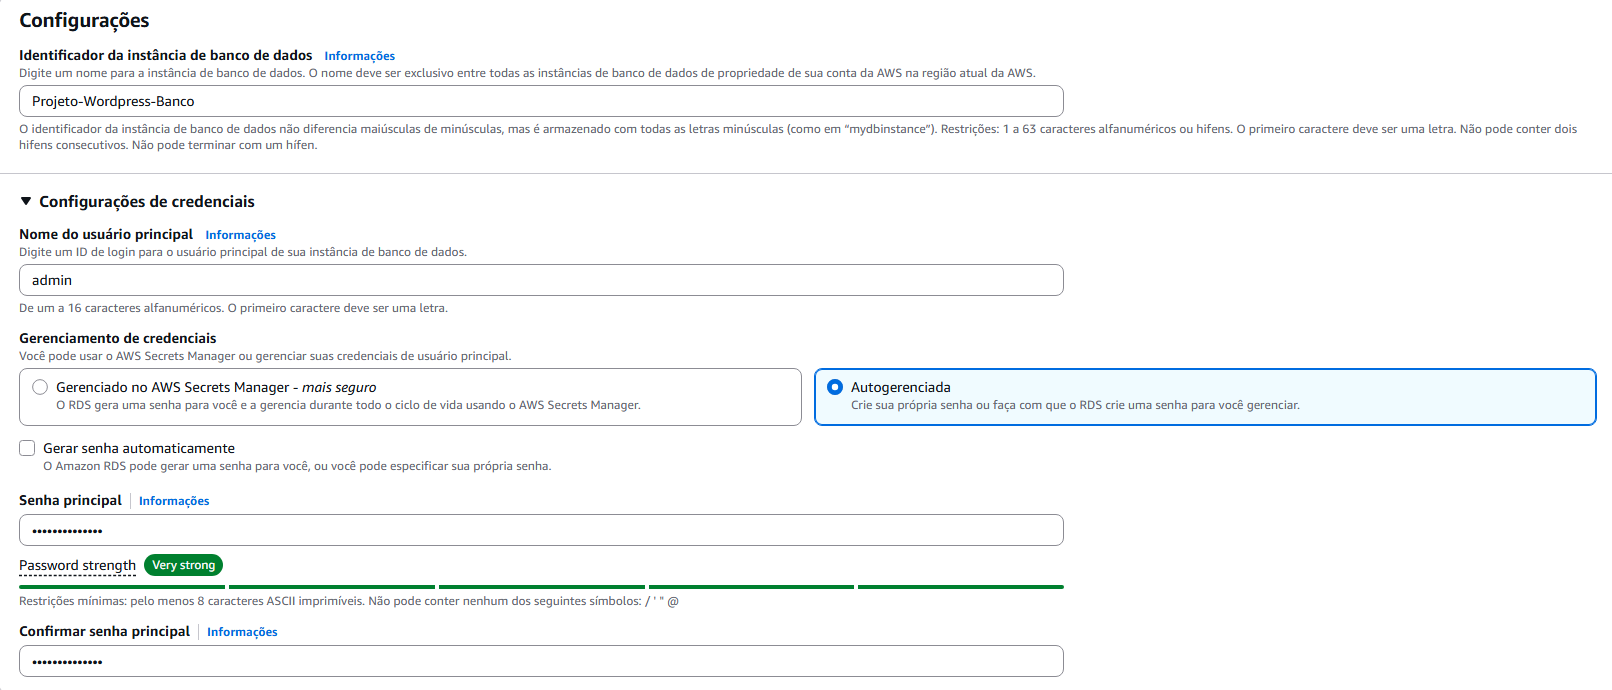 Configurações
Identificador da instância de banco de dados Informações
Digite um nome para a instância de banco de dados. O nome deve ser exclusivo entre todas as instâncias de banco de dados de propriedade de sua conta da AWS na região atual da AWS.
Projeto-Wordpress-Banco
O identificador da instância de banco de dados não diferencia maiúsculas de minúsculas, mas é armazenado com todas as letras minúsculas (como em “mydbinstance”). Restrições: 1 a 63 caracteres alfanuméricos ou hifens. O primeiro caractere deve ser uma letra. Não pode conter dois
hifens consecutivos. Não pode terminar com um hífen.
Configurações de credenciais
Nome do usuário principal Informações
Digite um ID de login para o usuário principal de sua instância de banco de dados.
admin
De um a 16 caracteres alfanuméricos. O primeiro caractere deve ser uma letra.
Gerenciamento de credenciais
Você pode usar o AWS Secrets Manager ou gerenciar suas credenciais de usuário principal.
Gerenciado no AWS Secrets Manager - mais seguro
O RDS gera uma senha para você e a gerencia durante todo o ciclo de vida usando o AWS Secrets Manager.
Autogerenciada
Crie sua própria senha ou faça com que o RDS crie uma senha para você gerenciar.
Gerar senha automaticamente
O Amazon RDS pode gerar uma senha para você, ou você pode especificar sua própria senha.
Senha principal Informações
••••••••••••••
Password strength Very strong
Restrições mínimas: pelo menos 8 caracteres ASCII imprimíveis. Não pode conter nenhum dos seguintes símbolos: / ' " @
Confirmar senha principal Informações
••••••••••••••